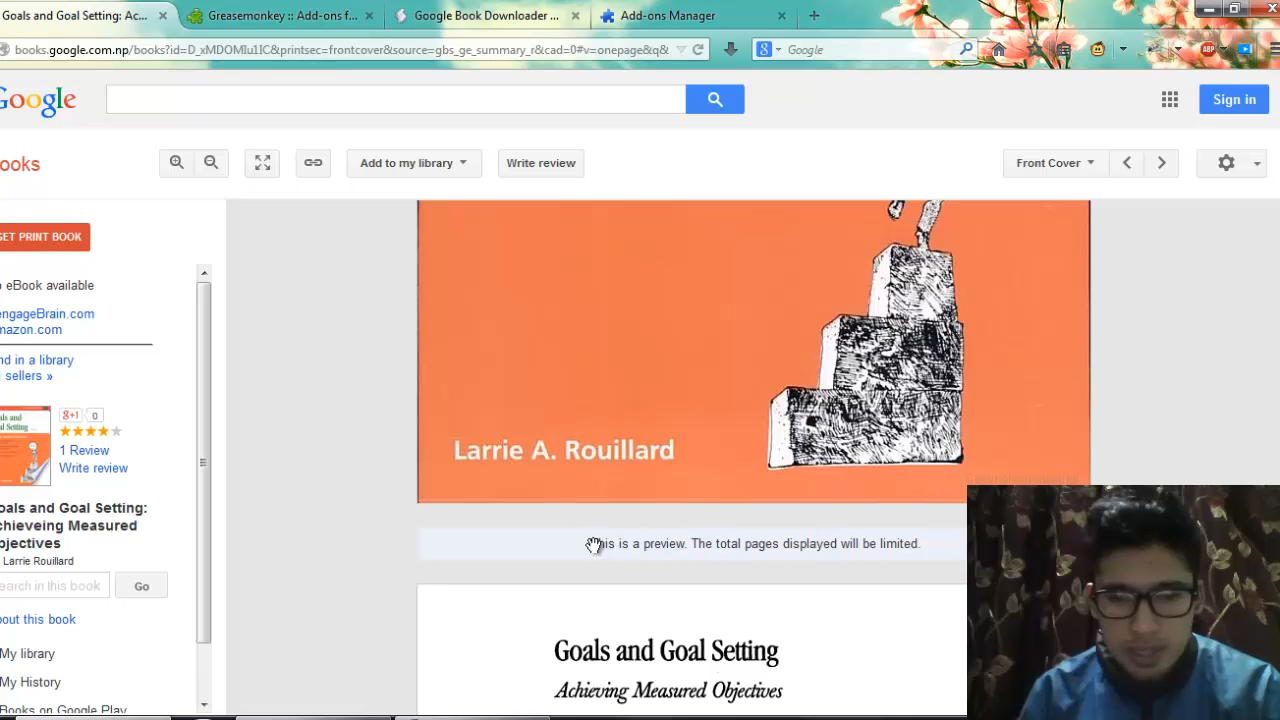 Goals and Goal Setting: Ac...
Greasemonkey :: Add-ons f...
Google Book Downloader ...
Add-ons Manager
books.google.com.np/books?id=D_xMDOMIu1IC&printsec=frontcover&source=gbs_ge_summary_r&cad=0#v=onepage&q&
Google
ABP
Google
Sign in
ooks
Add to my library
Write review
Front Cover
GET PRINT BOOK
o eBook available
engageBrain.com
mazon.com
nd in a library
l sellers »
g+1 0
1 Review
Write review
oals and Goal Setting:
chieveing Measured
bjectives
Larrie Rouillard
earch in this book
Go
bout this book
My library
My History
Books on Google Play
Larrie A. Rouillard
his is a preview. The total pages displayed will be limited.
Goals and Goal Setting
Achieving Measured Objectives